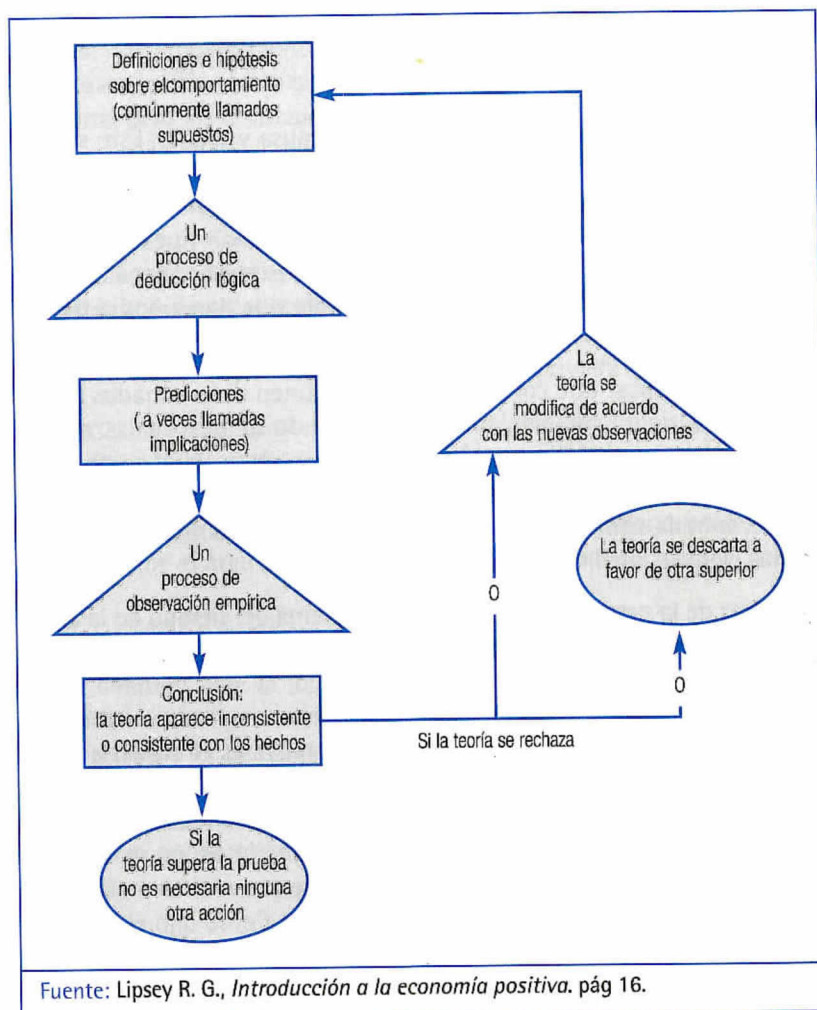 Definiciones e hipótesis
sobre elcomportamiento
(comúnmente llamados
supuestos)
Un
proceso de
deducción lógica
Predicciones
( a veces llamadas
implicaciones)
Un
proceso de
observación empírica
Conclusión:
la teoría aparece inconsistente
o consistente con los hechos
Si la
teoría supera la prueba
no es necesaria ninguna
otra acción
Si la teoría se rechaza
O
La
teoría se
modifica de acuerdo
con las nuevas observaciones
O
La teoría se descarta a
favor de otra superior
Fuente: Lipsey R. G., Introducción a la economía positiva. pág 16.